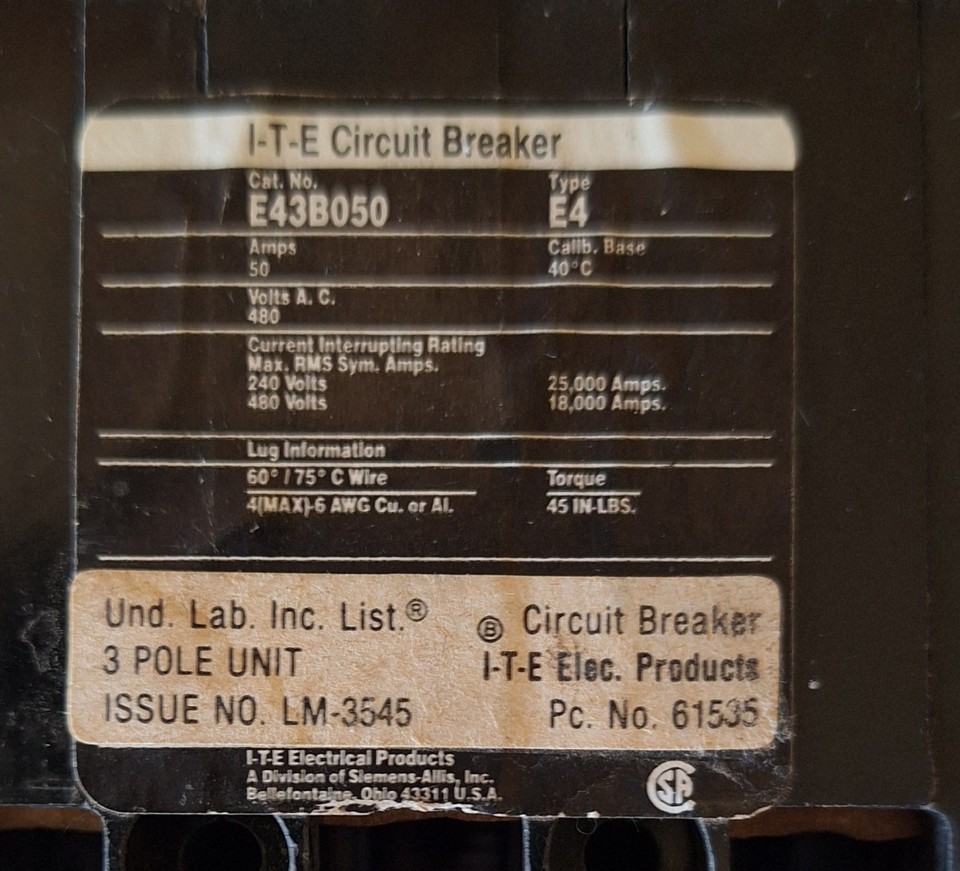 I-T-E Circuit Breaker
Cat. No. Type
E43B050 E4
Amps Calib. Base
50 40°C
Volts A. C.
480
Current Interrupting Rating
Max. RMS Sym. Amps.
240 Volts 25,000 Amps.
480 Volts 18,000 Amps.
Lug Information
60°/75° C Wire Torque
4(MAX)-6 AWG Cu. or Al. 45 IN-LBS.
Und. Lab. Inc. List.® Ⓑ Circuit Breaker
3 POLE UNIT I-T-E Elec. Products
ISSUE NO. LM-3545 Pc. No. 61535
I-T-E Electrical Products
A Division of Siemens-Allis, Inc.
Bellefontaine, Ohio 43311 U.S.A.
SA